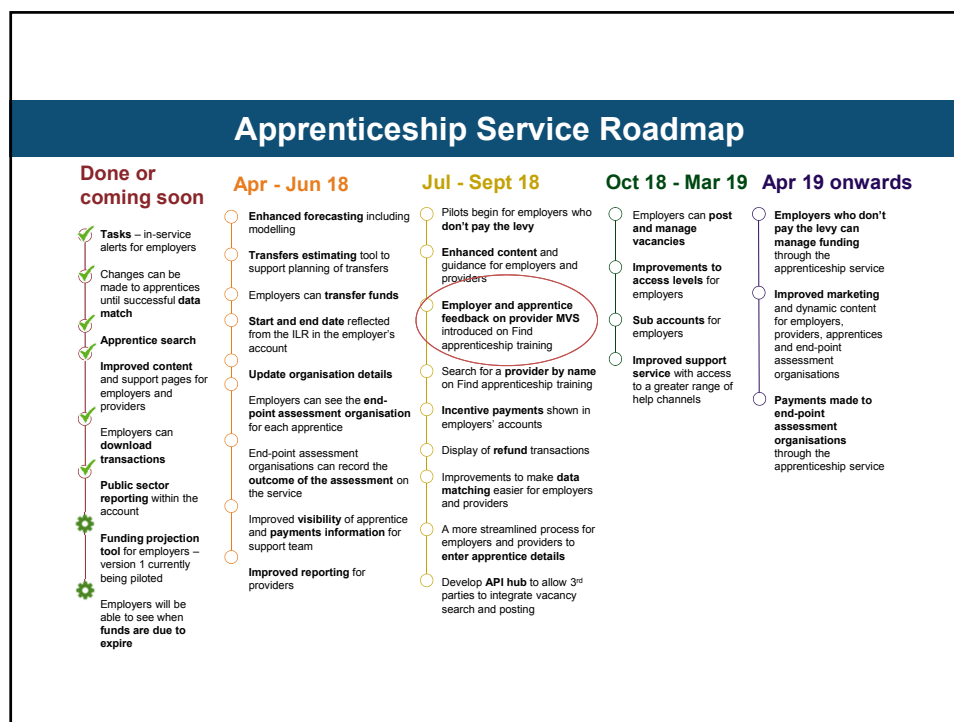 Apprenticeship Service Roadmap
Done or
coming soon
Tasks – in-service
alerts for employers
Changes can be
made to apprentices
until successful data
match
Apprentice search
Improved content
and support pages for
employers and
providers
Employers can
download
transactions
Public sector
reporting within the
account
Funding projection
tool for employers –
version 1 currently
being piloted
Employers will be
able to see when
funds are due to
expire
Apr - Jun 18
Enhanced forecasting including
modelling
Transfers estimating tool to
support planning of transfers
Employers can transfer funds
Start and end date reflected
from the ILR in the employer's
account
Update organisation details
Employers can see the end-
point assessment organisation
for each apprentice
End-point assessment
organisations can record the
outcome of the assessment on
the service
Improved visibility of apprentice
and payments information for
support team
Improved reporting for
providers
Jul - Sept 18
Pilots begin for employers who
don't pay the levy
Enhanced content and
guidance for employers and
providers
Employer and apprentice
feedback on provider MVS
introduced on Find
apprenticeship training
Search for a provider by name
on Find apprenticeship training
Incentive payments shown in
employers' accounts
Display of refund transactions
Improvements to make data
matching easier for employers
and providers
A more streamlined process for
employers and providers to
enter apprentice details
Develop API hub to allow 3rd
parties to integrate vacancy
search and posting
Oct 18 - Mar 19
Employers can post
and manage
vacancies
Improvements to
access levels for
employers
Sub accounts for
employers
Improved support
service with access
to a greater range of
help channels
Apr 19 onwards
Employers who don't
pay the levy can
manage funding
through the
apprenticeship service
Improved marketing
and dynamic content
for employers,
providers, apprentices
and end-point
assessment
organisations
Payments made to
end-point
assessment
organisations
through the
apprenticeship service